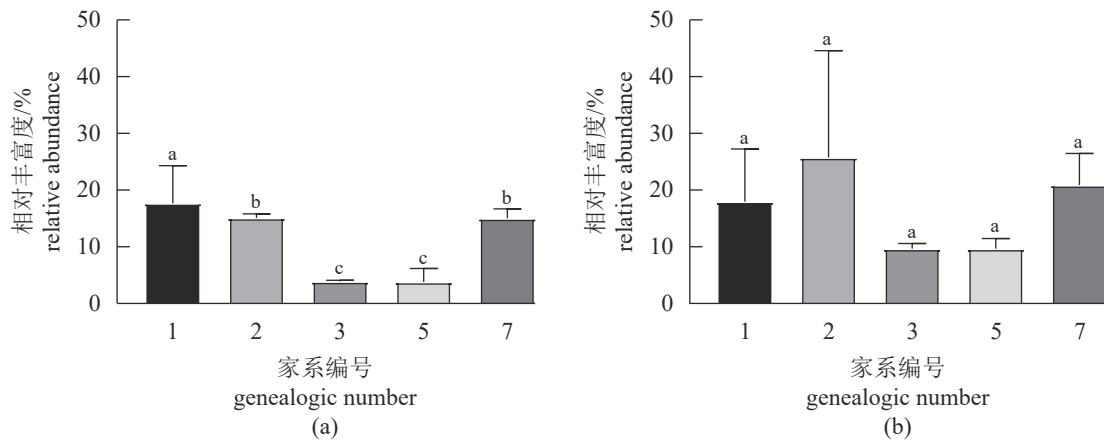 50
40
30
20
10
0
相对丰富度/%
relative abundance
a
b
c
c
b
1 2 3 5 7
家系编号
genealogic number
(a)
50
40
30
20
10
0
相对丰富度/%
relative abundance
a
a
a
a
a
1 2 3 5 7
家系编号
genealogic number
(b)